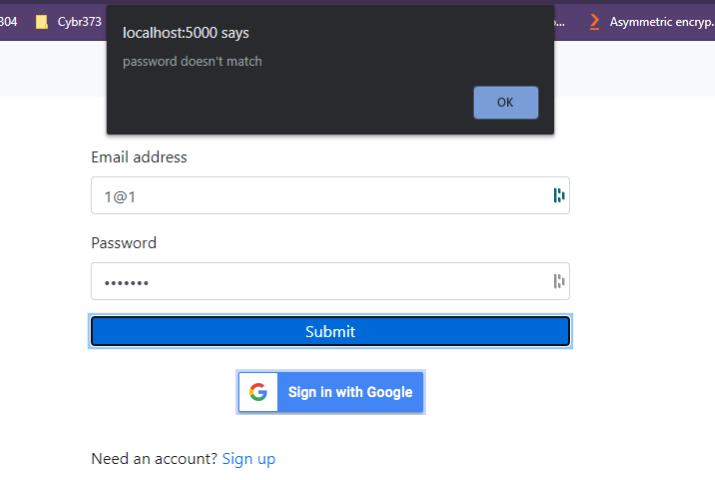 304 Cybr373 Asymmetric encryp.
localhost:5000 says
password doesn't match
OK
Email address
1@1
Password
•••••••
Submit
Sign in with Google
Need an account? Sign up